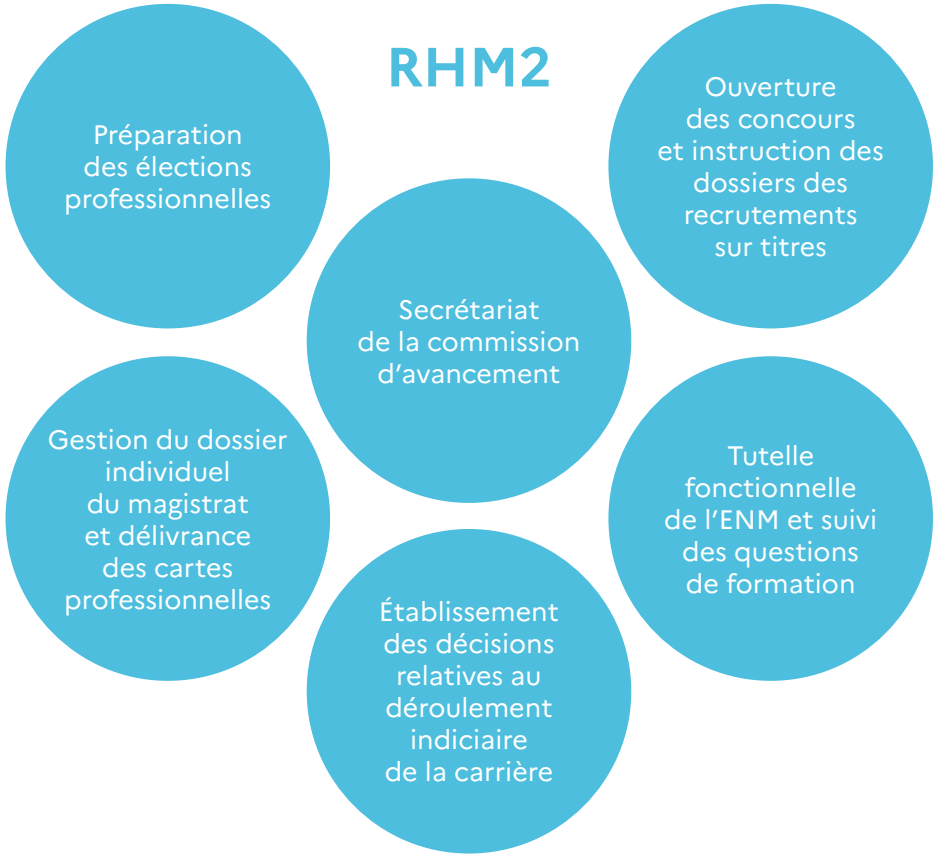 RHM2
Préparation
des élections
professionnelles
Ouverture
des concours
et instruction des
dossiers des
recrutements
sur titres
Secrétariat
de la commission
d’avancement
Gestion du dossier
individuel
du magistrat
et délivrance
des cartes
professionnelles
Tutelle
fonctionnelle
de l’ENM et suivi
des questions
de formation
Établissement
des décisions
relatives au
déroulement
indiciaire
de la carrière